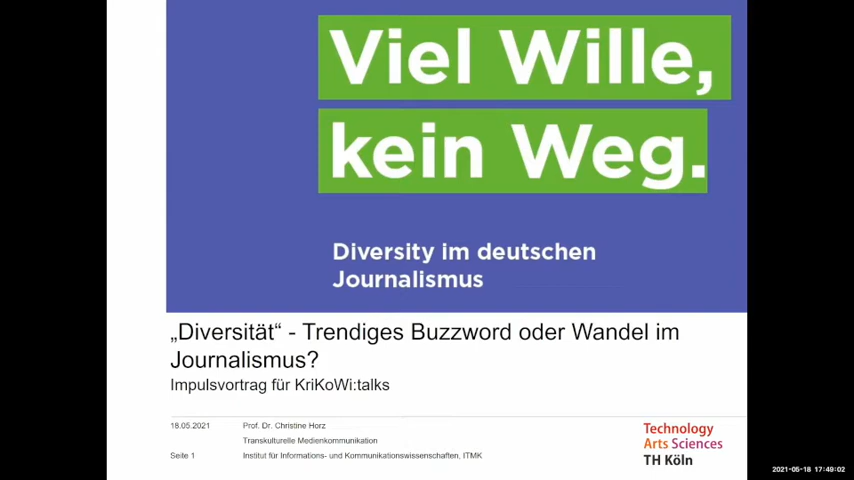 Viel Wille,
kein Weg.
Diversity im deutschen
Journalismus
„Diversität“ - Trendiges Buzzword oder Wandel im
Journalismus?
Impulsvortrag für KriKoWi:talks
18.05.2021
Prof. Dr. Christine Horz
Transkulturelle Medienkommunikation
Seite 1
Institut für Informations- und Kommunikationswissenschaften, ITMK
Technology
Arts Sciences
TH Köln
2021-05-18 17:49:02